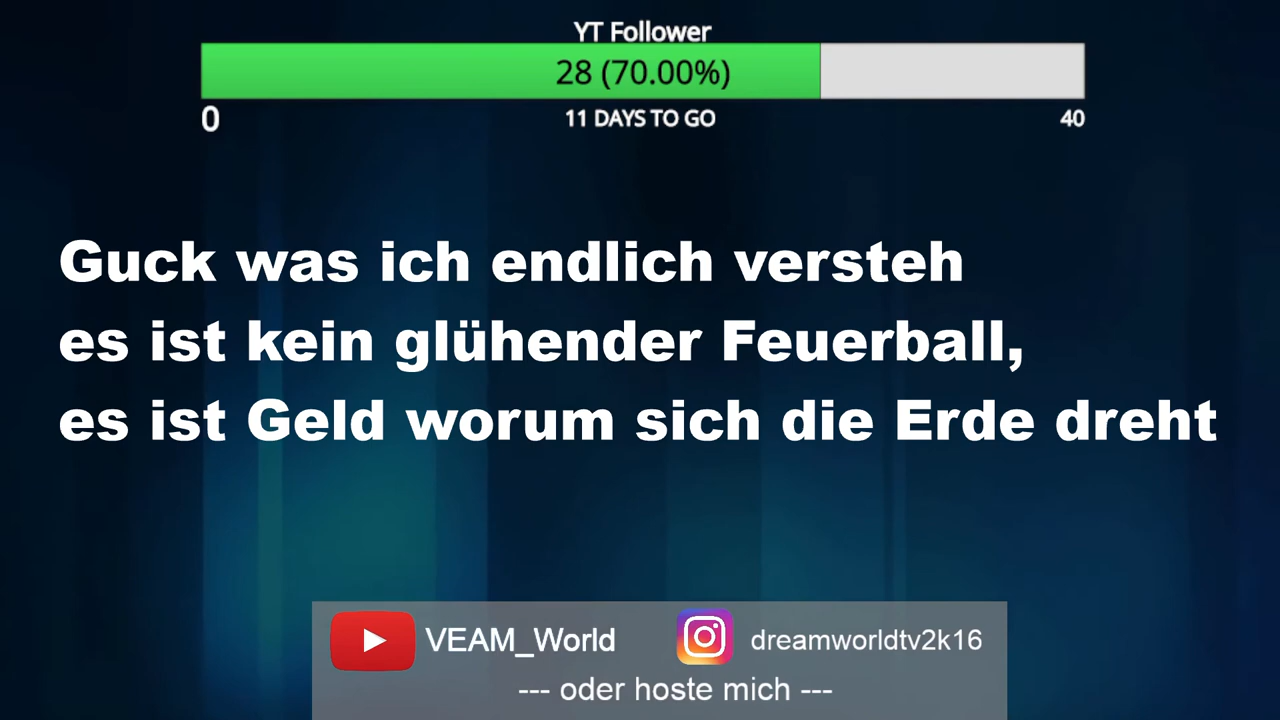 YT Follower
28 (70.00%)
0 11 DAYS TO GO 40
Guck was ich endlich versteh
es ist kein glühender Feuerball,
es ist Geld worum sich die Erde dreht
VEAM_World dreamworldtv2k16
--- oder hoste mich ---